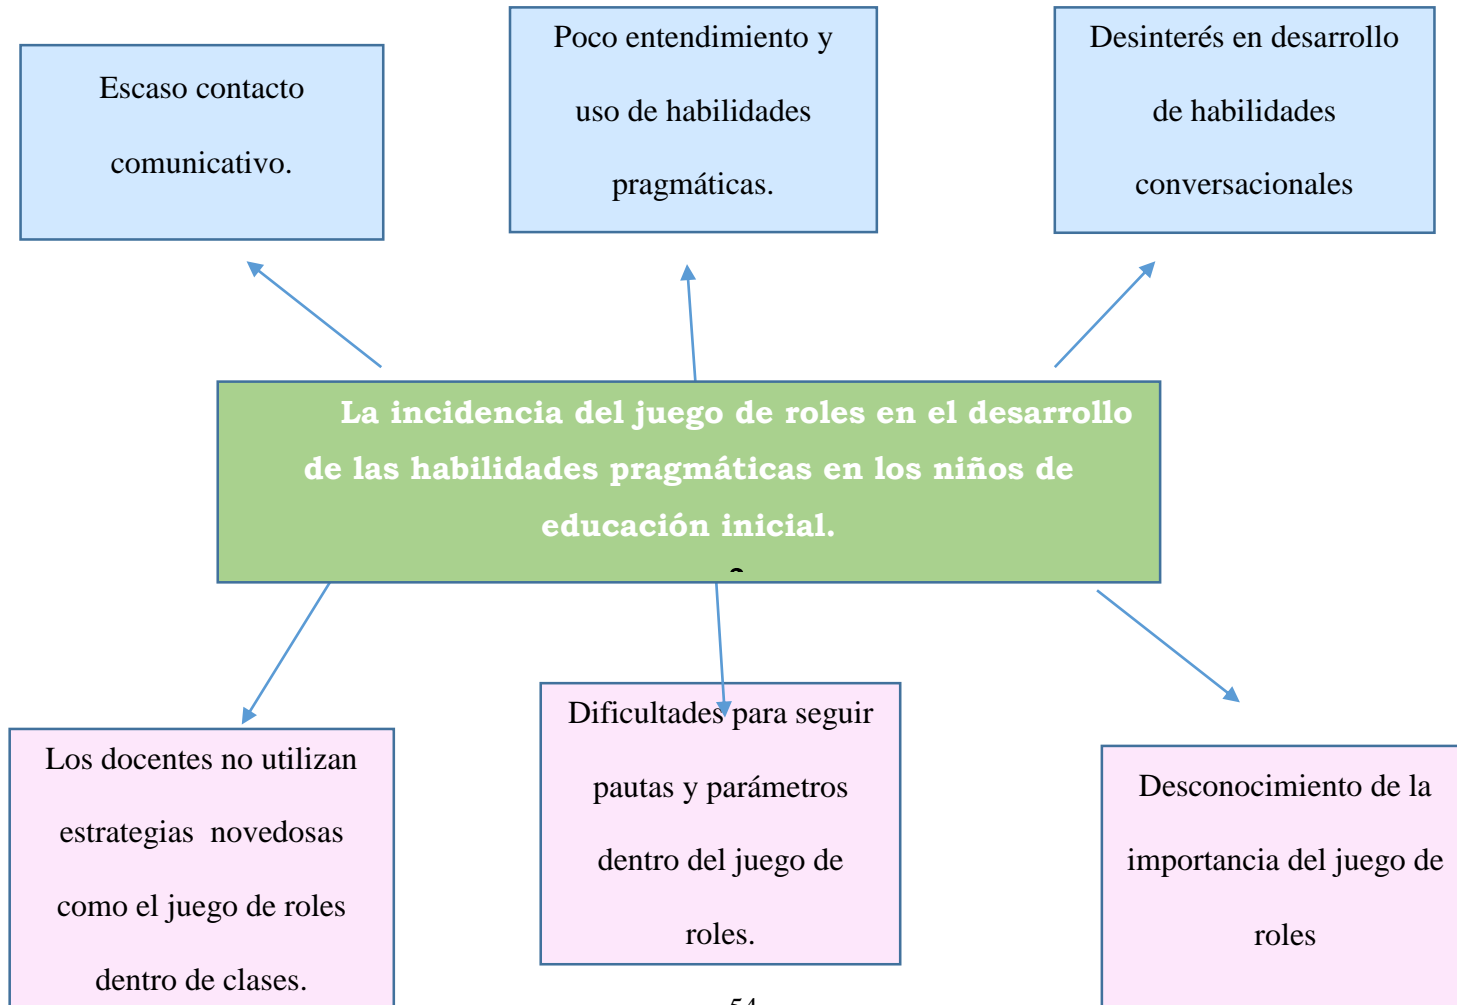 Escaso contacto
comunicativo.
Poco entendimiento y
uso de habilidades
pragmáticas.
Desinterés en desarrollo
de habilidades
conversacionales
La incidencia del juego de roles en el desarrollo
de las habilidades pragmáticas en los niños de
educación inicial.
Los docentes no utilizan
estrategias novedosas
como el juego de roles
dentro de clases.
Dificultades para seguir
pautas y parámetros
dentro del juego de
roles.
Desconocimiento de la
importancia del juego de
roles
54